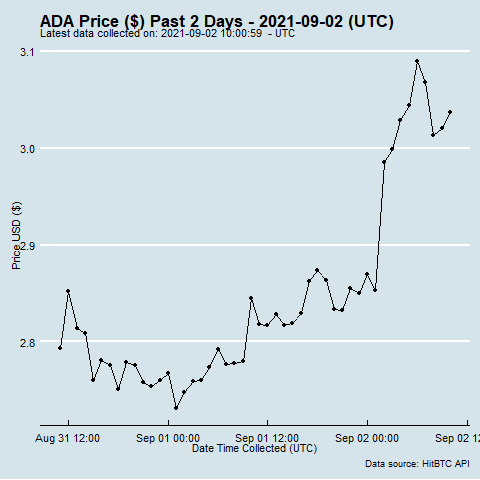 ADA Price ($) Past 2 Days - 2021-09-02 (UTC)
Latest data collected on: 2021-09-02 10:00:59 - UTC
3.1
3.0
2.9
2.8
Price USD ($)
Aug 31 12:00 Sep 01 00:00 Sep 01 12:00 Sep 02 00:00 Sep 02 12
Date Time Collected (UTC)
Data source: HitBTC API